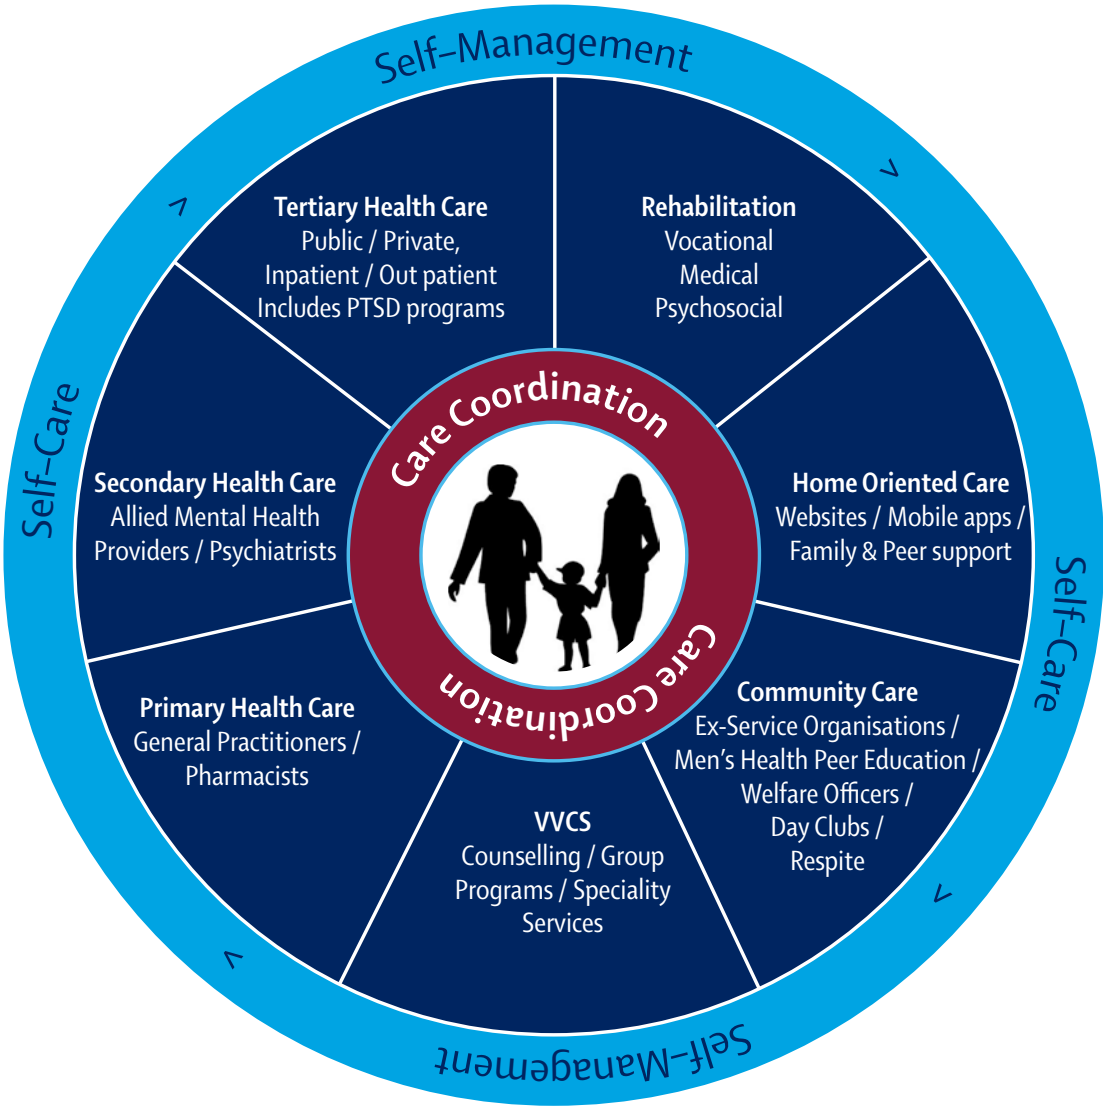 Self–Management
>
Self–Care
>
Self–Management
>
Self–Care
>
Tertiary Health Care
Public / Private,
Inpatient / Out patient
Includes PTSD programs
Rehabilitation
Vocational
Medical
Psychosocial
Home Oriented Care
Websites / Mobile apps /
Family & Peer support
Community Care
Ex-Service Organisations /
Men’s Health Peer Education /
Welfare Officers /
Day Clubs /
Respite
VVCS
Counselling / Group
Programs / Speciality
Services
Primary Health Care
General Practitioners /
Pharmacists
Secondary Health Care
Allied Mental Health
Providers / Psychiatrists
Care Coordination
Care Coordination